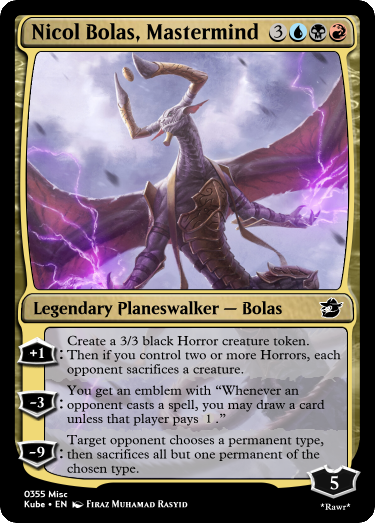 Nicol Bolas, Mastermind 3
Legendary Planeswalker — Bolas
+1: Create a 3/3 black Horror creature token.
Then if you control two or more Horrors, each
opponent sacrifices a creature.
-3: You get an emblem with “Whenever an
opponent casts a spell, you may draw a card
unless that player pays 1.”
-9: Target opponent chooses a permanent type,
then sacrifices all but one permanent of the
chosen type.
5
0355 Misc
Kube • EN Firaz Muhamad Rasyid
*Rawr*